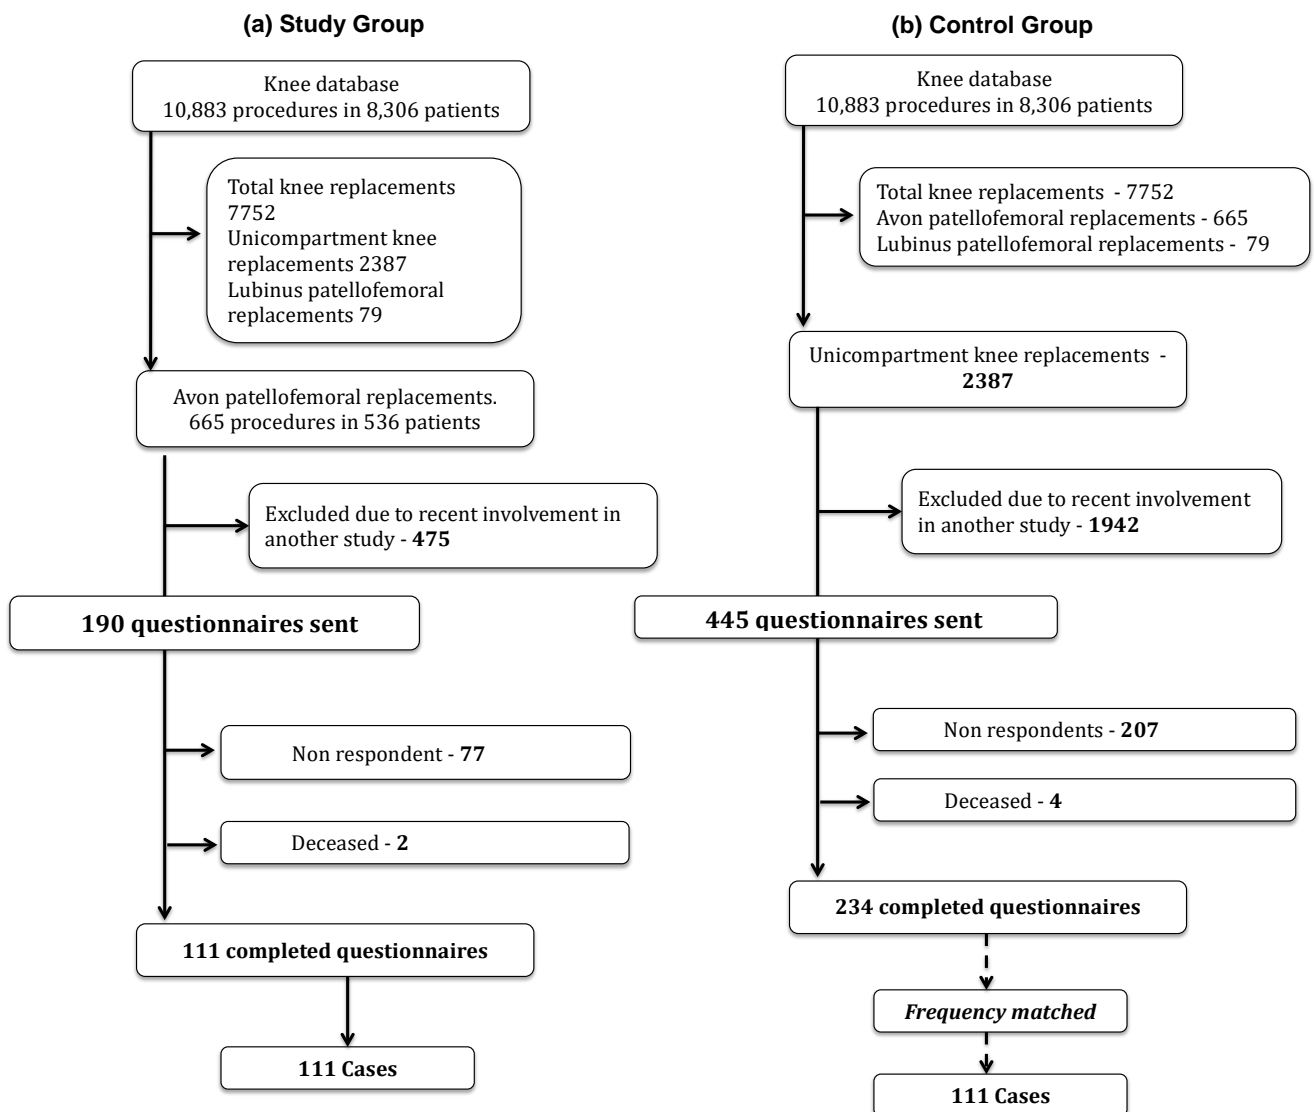 (a) Study Group
Knee database
10,883 procedures in 8,306 patients
Total knee replacements
7752
Unicompartment knee
replacements 2387
Lubinus patellofemoral
replacements 79
Avon patellofemoral replacements.
665 procedures in 536 patients
Excluded due to recent involvement in
another study - 475
190 questionnaires sent
Non respondent - 77
Deceased - 2
111 completed questionnaires
111 Cases
(b) Control Group
Knee database
10,883 procedures in 8,306 patients
Total knee replacements - 7752
Avon patellofemoral replacements - 665
Lubinus patellofemoral replacements - 79
Unicompartment knee replacements -
2387
Excluded due to recent involvement
in another study - 1942
445 questionnaires sent
Non respondents - 207
Deceased - 4
234 completed questionnaires
Frequency matched
111 Cases